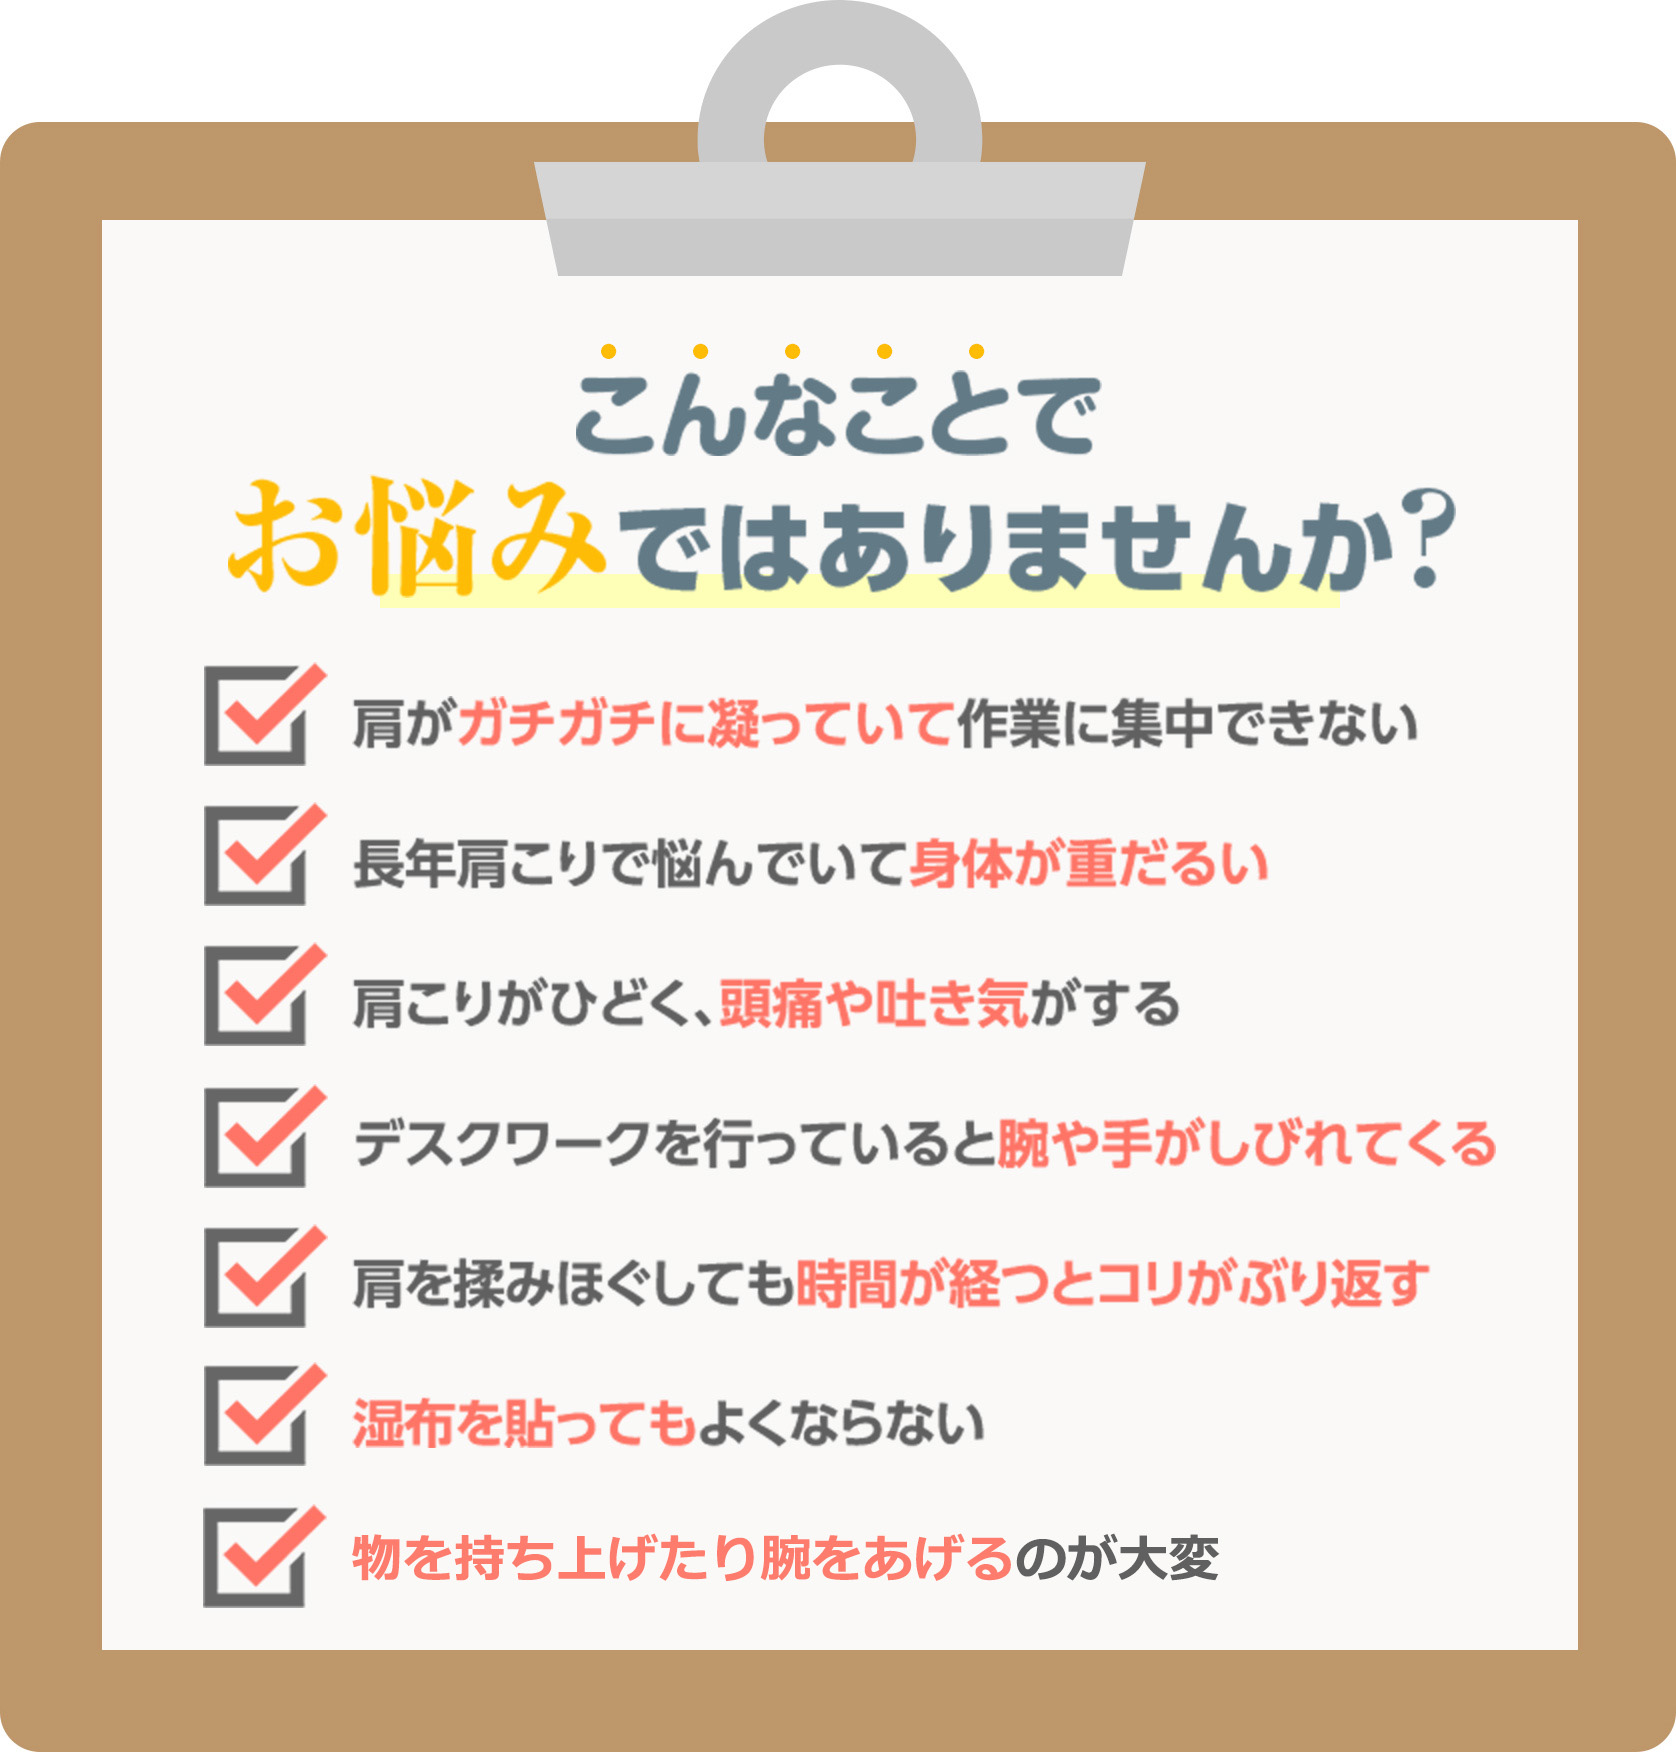 こんなことで
お悩みではありませんか?
肩がガチガチに凝っていて作業に集中できない
長年肩こりで悩んでいて身体が重だるい
肩こりがひどく、頭痛や吐き気がする
デスクワークを行っていると腕や手がしびれてくる
肩を揉みほぐしても時間が経つとコリがぶり返す
湿布を貼ってもよくならない
物を持ち上げたり腕をあげるのが大変